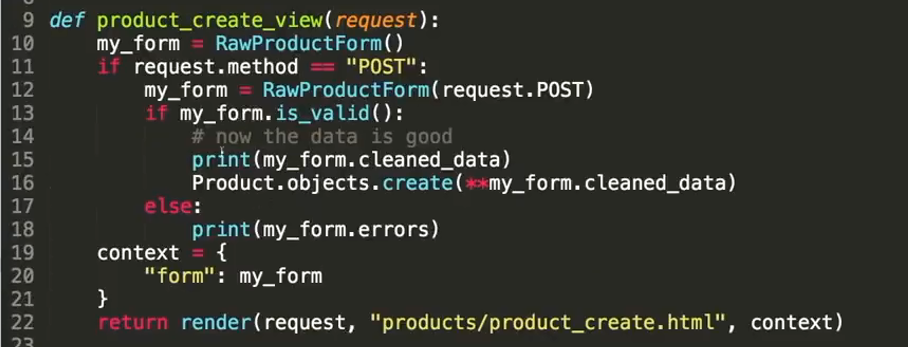 9 def product_create_view(request):
10     my_form = RawProductForm()
11     if request.method == "POST":
12         my_form = RawProductForm(request.POST)
13         if my_form.is_valid():
14             # now the data is good
15             print(my_form.cleaned_data)
16             Product.objects.create(**my_form.cleaned_data)
17         else:
18             print(my_form.errors)
19     context = {
20         "form": my_form
21     }
22     return render(request, "products/product_create.html", context)